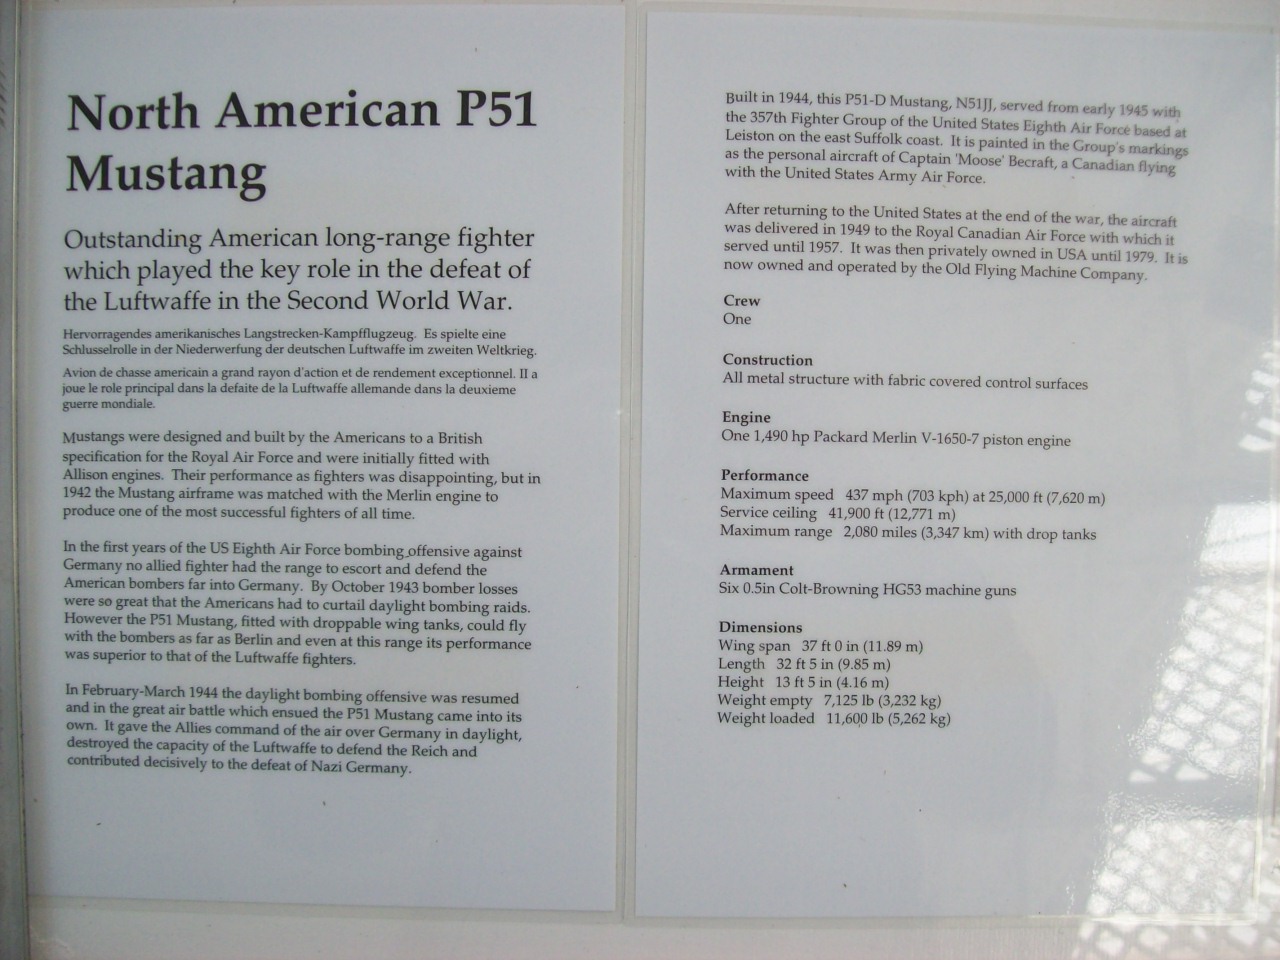 North American P51
Mustang
Outstanding American long-range fighter
which played the key role in the defeat of
the Luftwaffe in the Second World War.
Hervorragendes amerikanisches Langstrecken-Kampfflugzeug. Es spielte eine
Schlusselrolle in der Niederwerfung der deutschen Luftwaffe im zweiten Weltkrieg.
Avion de chasse americain a grand rayon d'action et de rendement exceptionnel. II a
joue le role principal dans la defaite de la Luftwaffe allemande dans la deuxieme
guerre mondiale.
Mustangs were designed and built by the Americans to a British
specification for the Royal Air Force and were initially fitted with
Allison engines. Their performance as fighters was disappointing, but in
1942 the Mustang airframe was matched with the Merlin engine to
produce one of the most successful fighters of all time.
In the first years of the US Eighth Air Force bombing offensive against
Germany no allied fighter had the range to escort and defend the
American bombers far into Germany. By October 1943 bomber losses
were so great that the Americans had to curtail daylight bombing raids.
However the P51 Mustang, fitted with droppable wing tanks, could fly
with the bombers as far as Berlin and even at this range its performance
was superior to that of the Luftwaffe fighters.
In February-March 1944 the daylight bombing offensive was resumed
and in the great air battle which ensued the P51 Mustang came into its
own. It gave the Allies command of the air over Germany in daylight,
destroyed the capacity of the Luftwaffe to defend the Reich and
contributed decisively to the defeat of Nazi Germany.
Built in 1944, this P51-D Mustang, N51JJ, served from early 1945 with
the 357th Fighter Group of the United States Eighth Air Force based at
Leiston on the east Suffolk coast. It is painted in the Group's markings
as the personal aircraft of Captain 'Moose' Becraft, a Canadian flying
with the United States Army Air Force.
After returning to the United States at the end of the war, the aircraft
was delivered in 1949 to the Royal Canadian Air Force with which it
served until 1957. It was then privately owned in USA until 1979. It is
now owned and operated by the Old Flying Machine Company.
Crew
One
Construction
All metal structure with fabric covered control surfaces
Engine
One 1,490 hp Packard Merlin V-1650-7 piston engine
Performance
Maximum speed 437 mph (703 kph) at 25,000 ft (7,620 m)
Service ceiling 41,900 ft (12,771 m)
Maximum range 2,080 miles (3,347 km) with drop tanks
Armament
Six 0.5in Colt-Browning HG53 machine guns
Dimensions
Wing span 37 ft 0 in (11.89 m)
Length 32 ft 5 in (9.85 m)
Height 13 ft 5 in (4.16 m)
Weight empty 7,125 lb (3,232 kg)
Weight loaded 11,600 lb (5,262 kg)